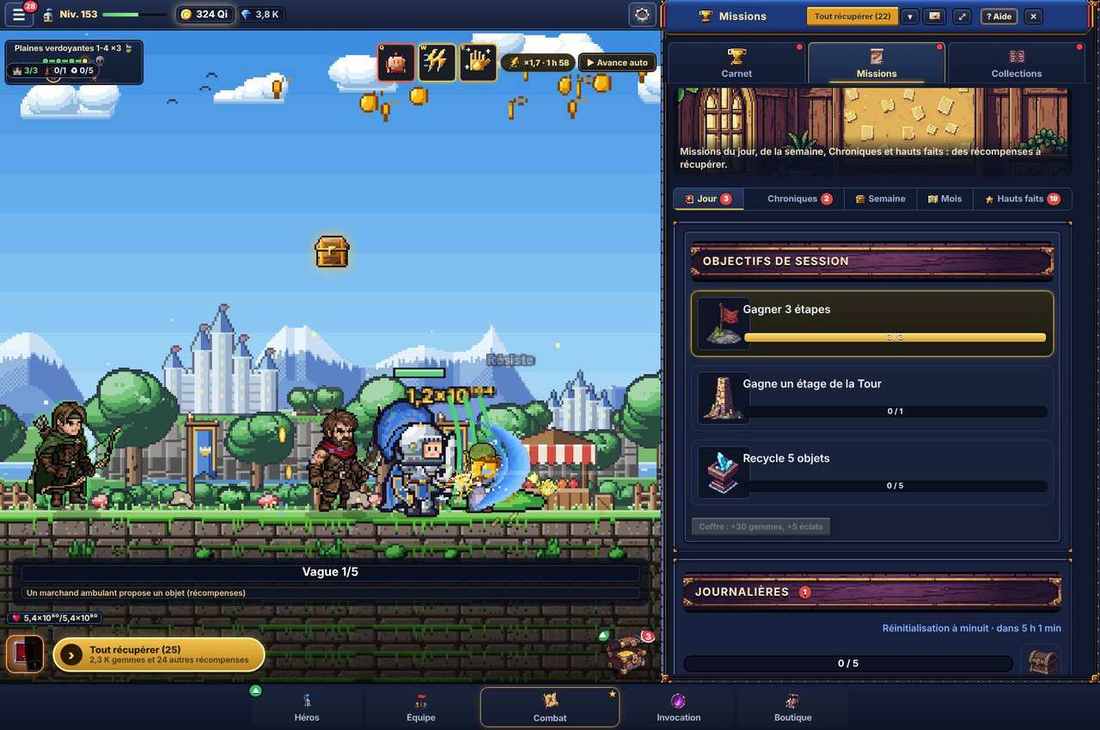 28
Niv. 153
324 Qi
3,8 K
Plaines vertdoyantes 1-4 ×3
3/3 0/1 0/5
Q
W
E
×1,7 · 1 h 58
Avance auto
Résiste
Vague 1/5
Un marchand ambulant propose un objet (récompenses)
5,4×10⁸⁰/5,4×10⁸⁰
Tout récupérer (25)
2,3 K gemmes et 24 autres récompenses
3
Héros
Équipe
Combat
Invocation
Boutique
Missions
Tout récupérer (22)
? Aide
Carnet
Missions
Collections
Missions du jour, de la semaine, Chroniques et hauts faits : des récompenses à
récupérer.
Jour 3
Chroniques 2
Semaine
Mois
Hauts faits 18
OBJECTIFS DE SESSION
Gagner 3 étapes
3/3
Gagne un étage de la Tour
0 / 1
Recycle 5 objets
0 / 5
Coffre : +30 gemmes, +5 éclats
JOURNALIÈRES 1
Réinitialisation à minuit · dans 5 h 1 min
0 / 5